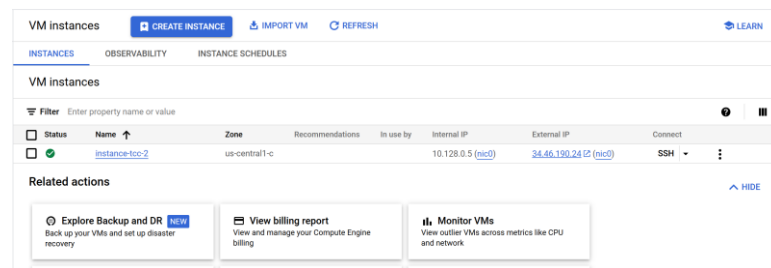 VM instances CREATE INSTANCE IMPORT VM REFRESH LEARN
INSTANCES OBSERVABILITY INSTANCE SCHEDULES
VM instances
Filter Enter property name or value
Status Name Zone Recommendations In use by Internal IP External IP Connect
instance-tcc-2 us-central1-c 10.128.0.5 (nic0) 34.46.190.24 (nic0) SSH
Related actions HIDE
Explore Backup and DR NEW
Back up your VMs and set up disaster
recovery
View billing report
View and manage your Compute Engine
billing
Monitor VMs
View outlier VMs across metrics like CPU
and network